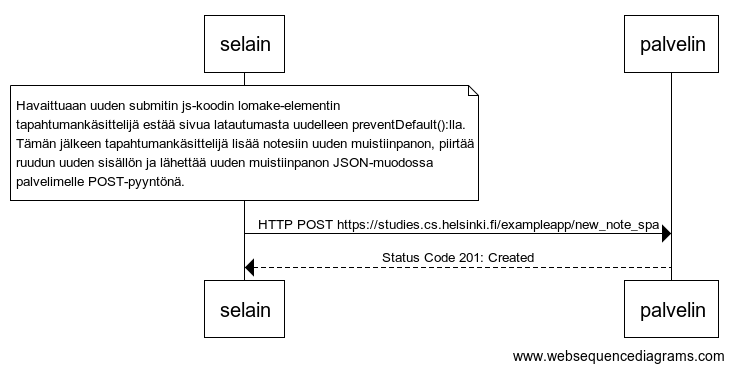 selain
palvelin
Havaittuaan uuden submitin js-koodin lomake-elementin
tapahtumankäsittelijä estää sivua latautumasta uudelleen preventDefault():lla.
Tämän jälkeen tapahtumankäsittelijä lisää notesiin uuden muistiinpanon, piirtää
ruudun uuden sisällön ja lähettää uuden muistiinpanon JSON-muodossa
palvelimelle POST-pyyntönä.
HTTP POST https://studies.cs.helsinki.fi/exampleapp/new_note_spa
Status Code 201: Created
selain
palvelin
www.websequencediagrams.com